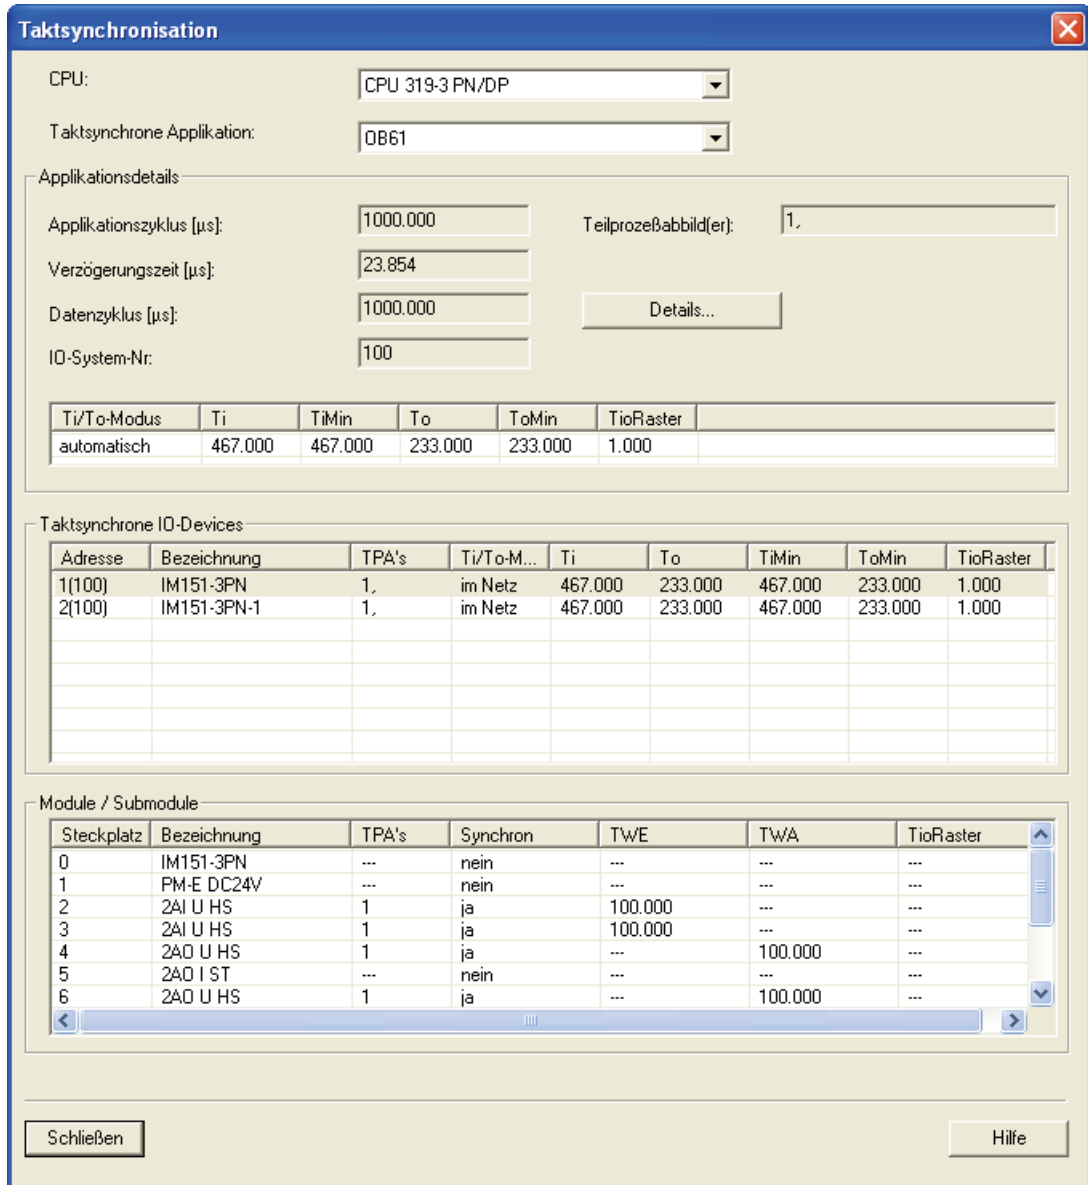 Taktsynchronisation
CPU: CPU 319-3 PN/DP
Taktsynchrone Applikation: OB61
Applikationsdetails
Applikationszyklus [µs]: 1000.000 Teilprozeßabbild(er): 1,
Verzögerungszeit [µs]: 23.854
Datenzyklus [µs]: 1000.000 Details...
IO-System-Nr: 100
Ti/To-Modus Ti TiMin To ToMin TioRaster
automatisch 467.000 467.000 233.000 233.000 1.000
Taktsynchrone IO-Devices
Adresse Bezeichnung TPA's Ti/To-M... Ti To TiMin ToMin TioRaster
1(100) IM151-3PN 1, im Netz 467.000 233.000 467.000 233.000 1.000
2(100) IM151-3PN-1 1, im Netz 467.000 233.000 467.000 233.000 1.000
Module / Submodule
Steckplatz Bezeichnung TPA's Synchron TWE TWA TioRaster
0 IM151-3PN --- nein --- --- ---
1 PM-E DC24V --- nein --- --- ---
2 2AI U HS 1 ja 100.000 --- ---
3 2AI U HS 1 ja 100.000 --- ---
4 2AO U HS 1 ja --- 100.000 ---
5 2AO I ST --- nein --- --- ---
6 2AO U HS 1 ja --- 100.000 ---
Schließen Hilfe